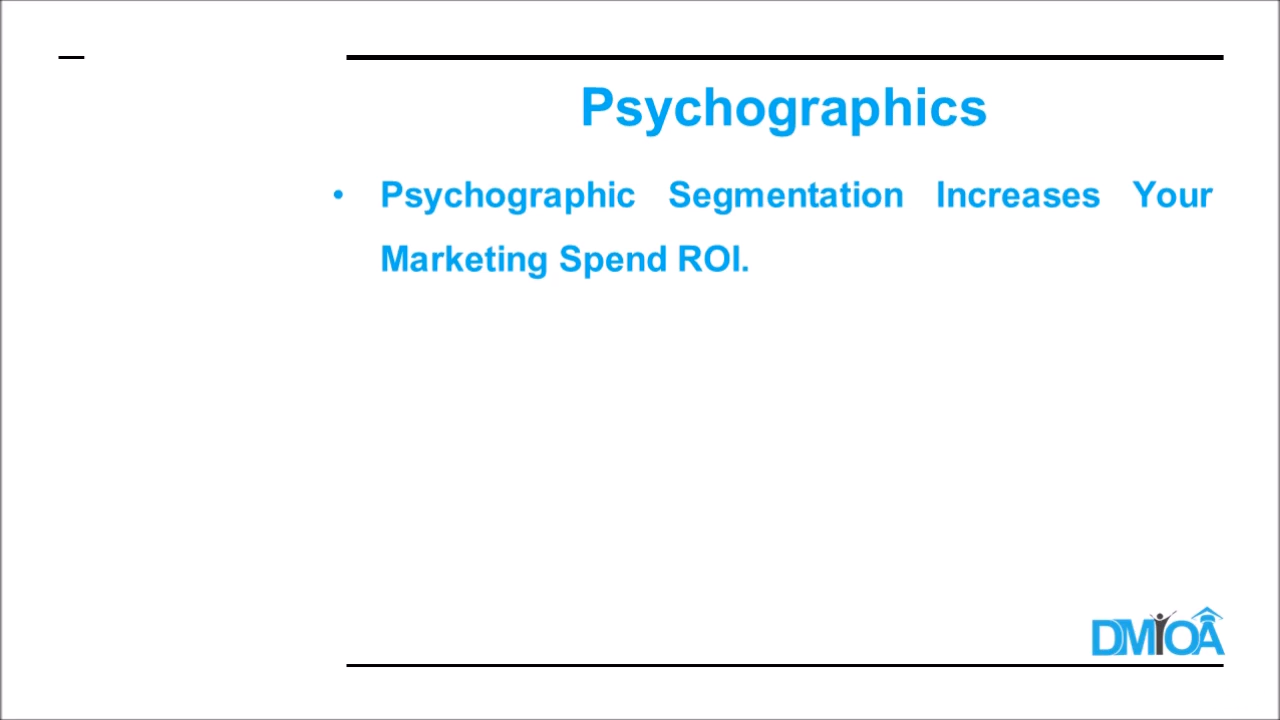 Psychographics
• Psychographic Segmentation Increases Your
Marketing Spend ROI.
DMIOA